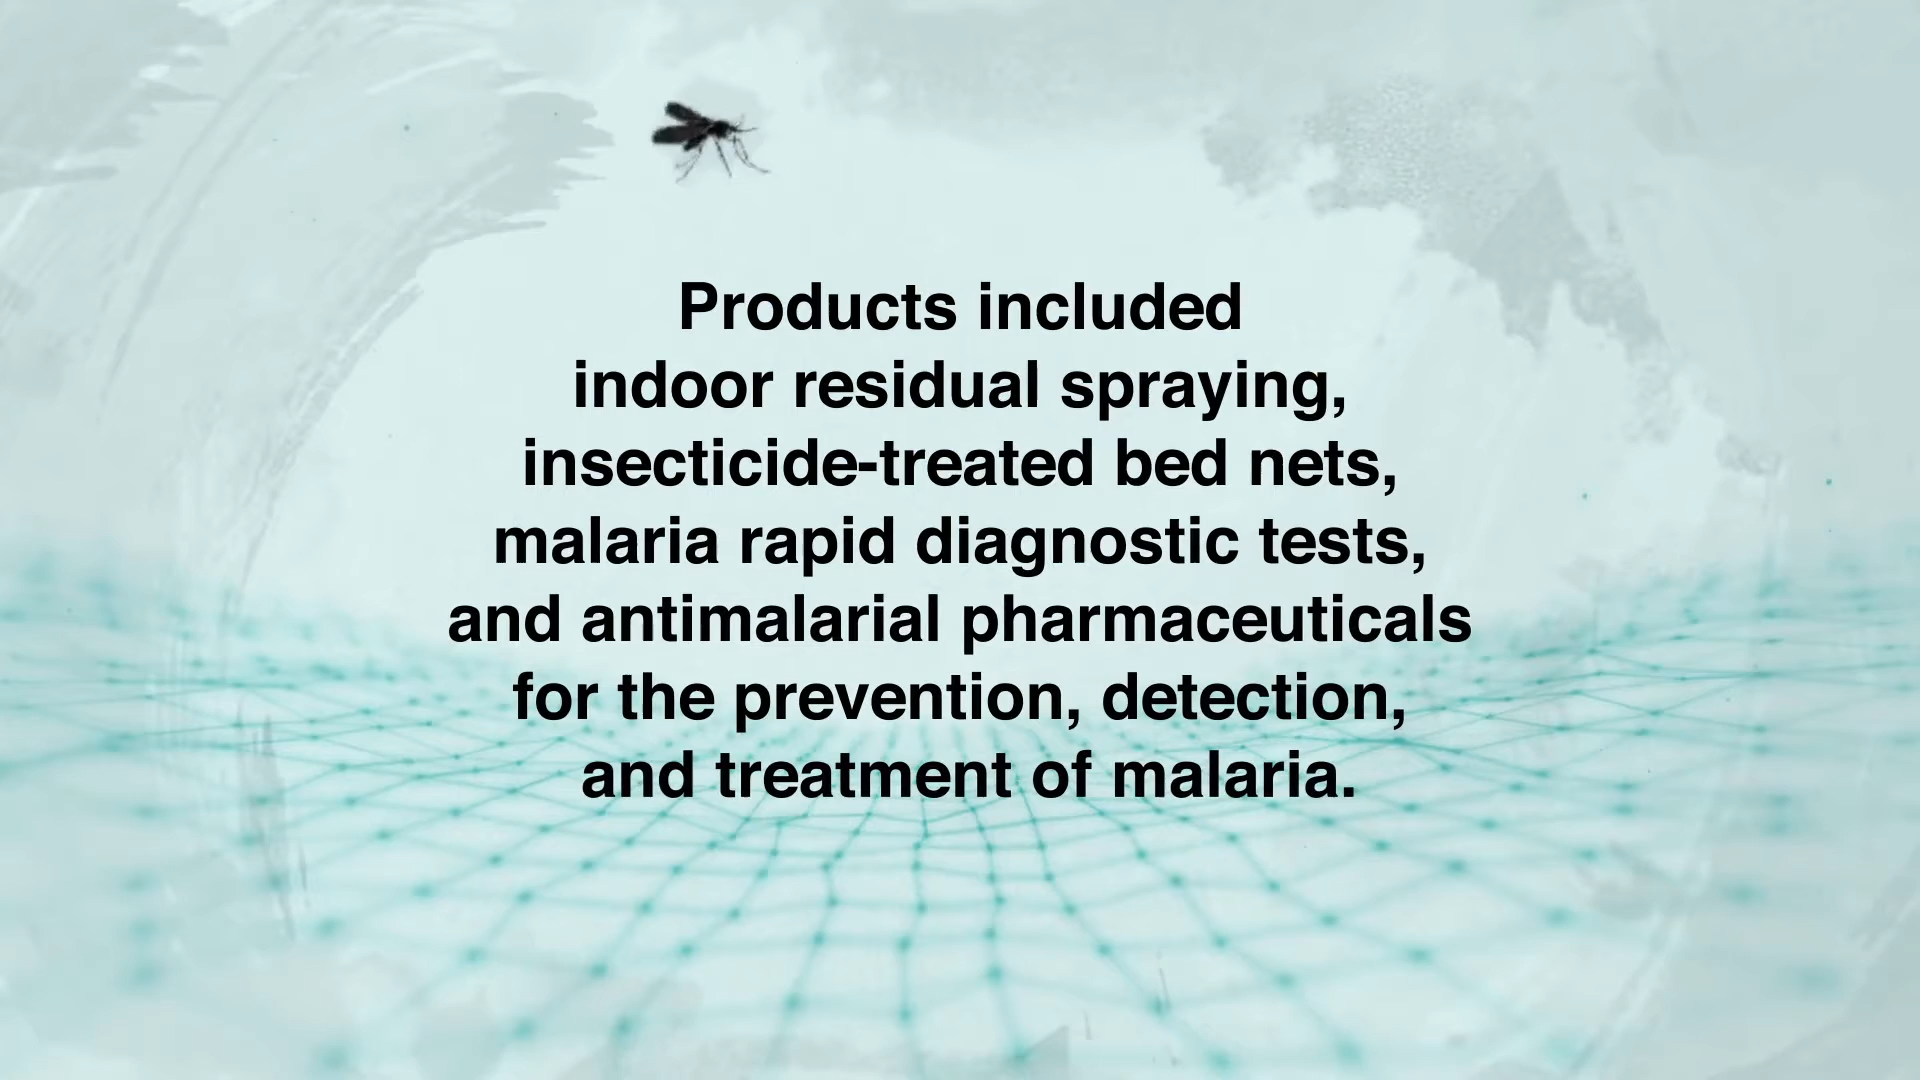 Products included
indoor residual spraying,
insecticide-treated bed nets,
malaria rapid diagnostic tests,
and antimalarial pharmaceuticals
for the prevention, detection,
and treatment of malaria.